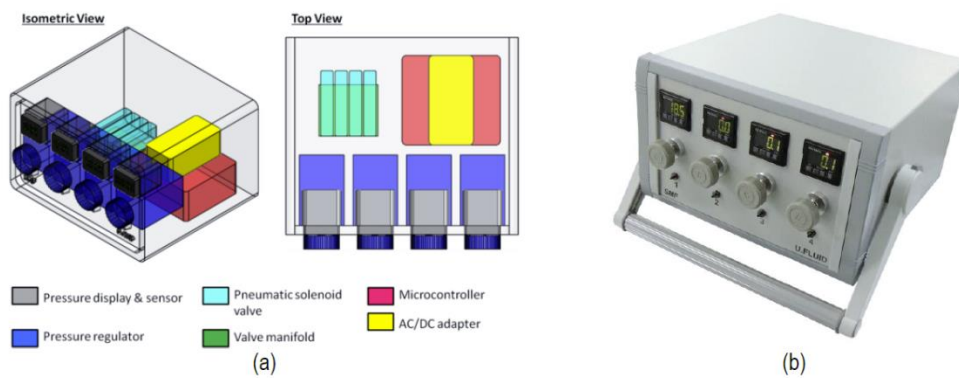 Isometric View
Top View
Pressure display & sensor
Pneumatic solenoid
valve
Microcontroller
AC/DC adapter
Pressure regulator
Valve manifold
(a)
1
2
3
4
U.FLUID
(b)